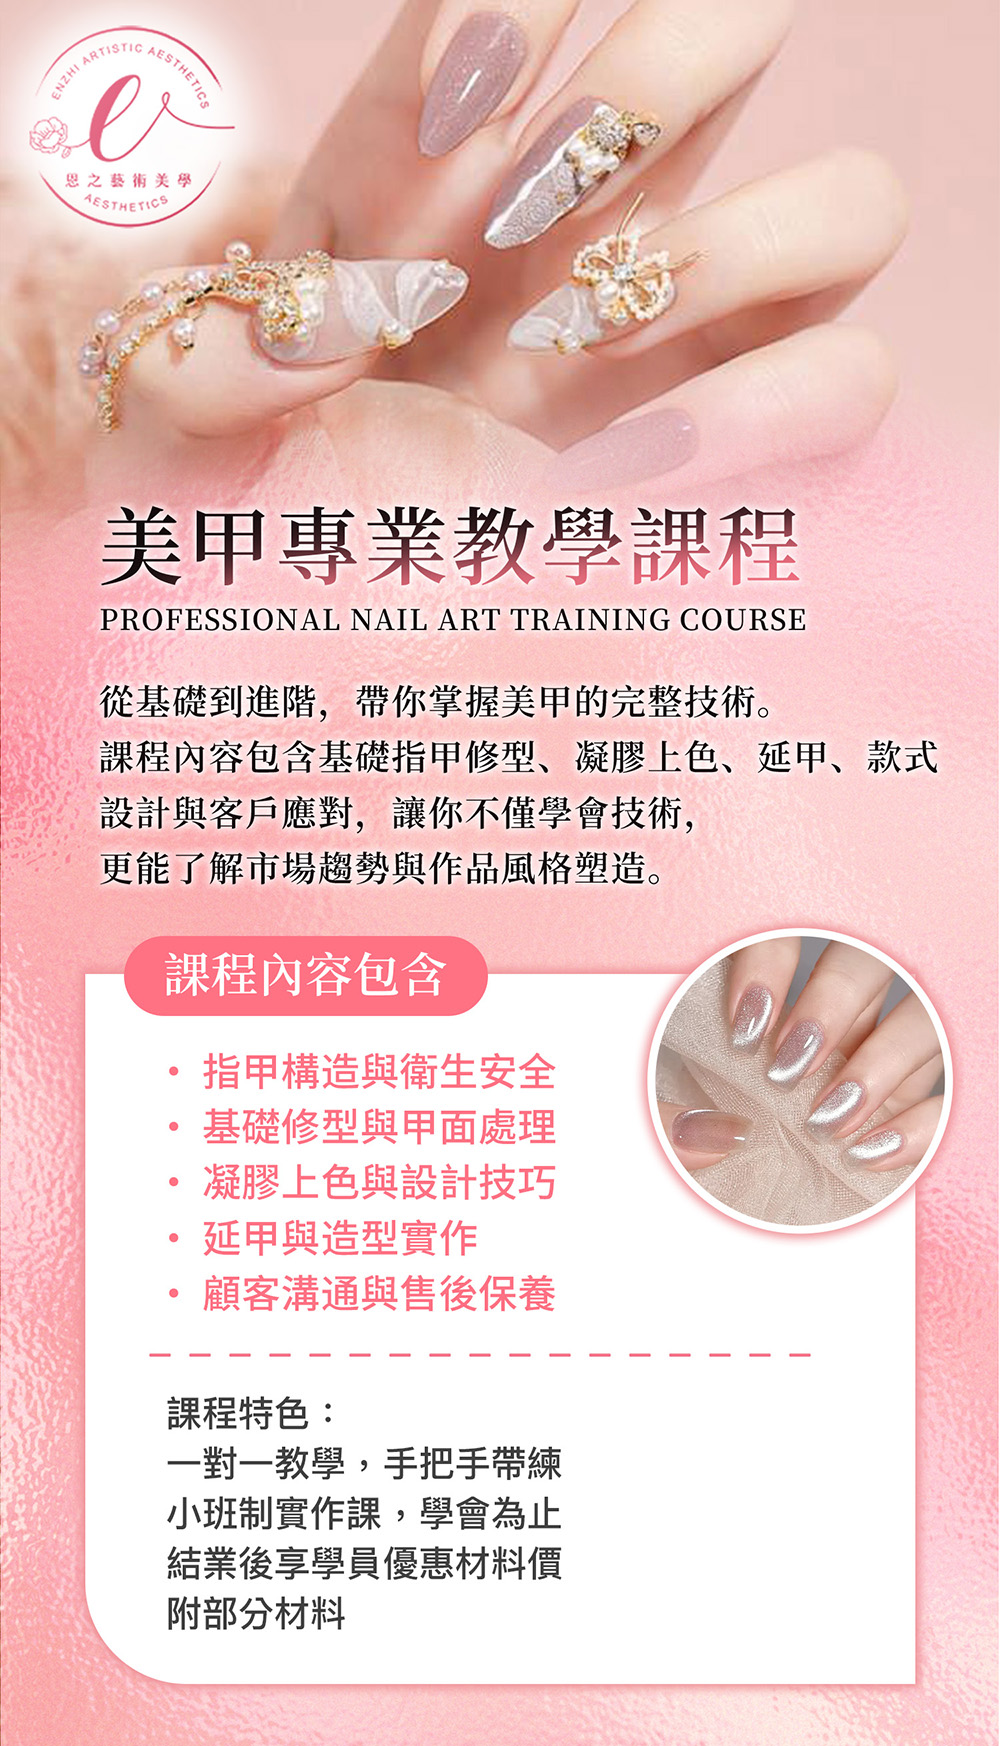 ENZHI ARTISTIC AESTHETICS
恩之藝術美學
AESTHETICS
美甲專業教學課程
PROFESSIONAL NAIL ART TRAINING COURSE
從基礎到進階，帶你掌握美甲的完整技術。
課程內容包含基礎指甲修型、凝膠上色、延甲、款式
設計與客戶應對，讓你不僅學會技術，
更能了解市場趨勢與作品風格塑造。
課程內容包含
・指甲構造與衛生安全
・基礎修型與甲面處理
・凝膠上色與設計技巧
・延甲與造型實作
・顧客溝通與售後保養
課程特色：
一對一教學，手把手帶練
小班制實作課，學會為止
結業後享學員優惠材料價
附部分材料